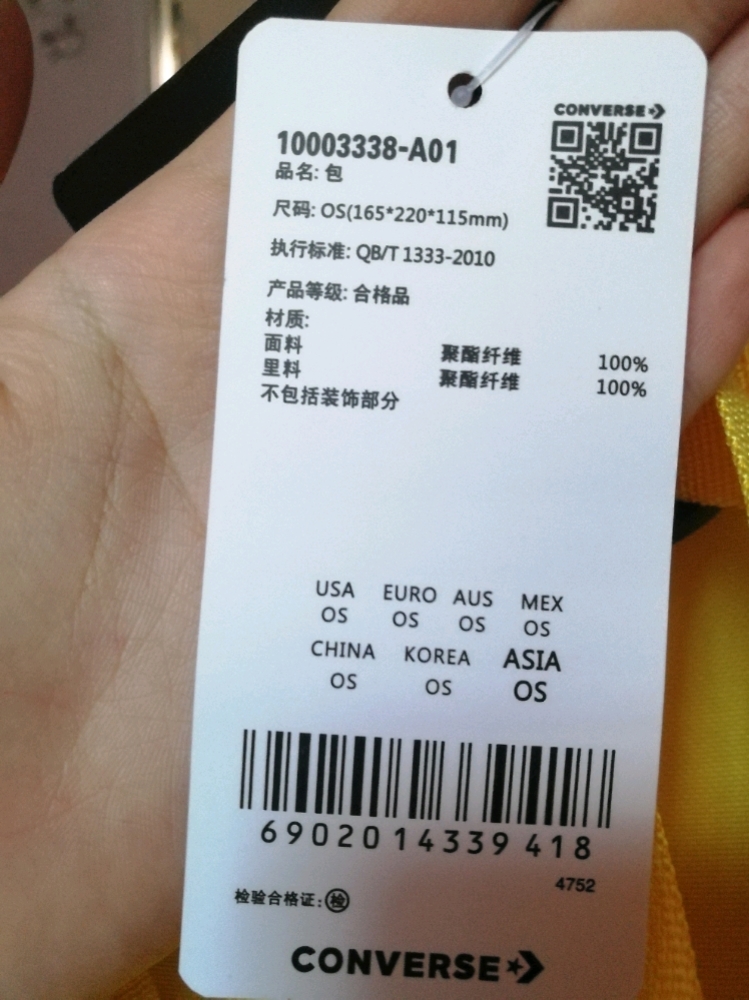 CONVERSE
10003338-A01
品名: 包
尺码: OS(165*220*115mm)
执行标准: QB/T 1333-2010
产品等级: 合格品
材质:
面料 聚酯纤维 100%
里料 聚酯纤维 100%
不包括装饰部分
USA EURO AUS MEX
OS OS OS OS
CHINA KOREA ASIA
OS OS OS
6902014339418
4752
检验合格证: 检
CONVERSE